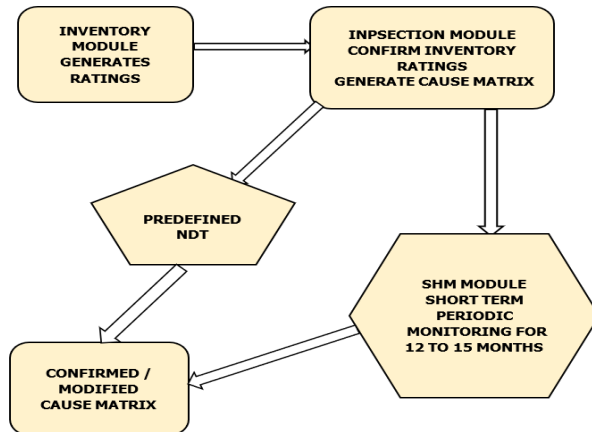 INVENTORY
MODULE
GENERATES
RATINGS
INPSECTION MODULE
CONFIRM INVENTORY
RATINGS
GENERATE CAUSE MATRIX
PREDEFINED
NDT
SHM MODULE
SHORT TERM
PERIODIC
MONITORING FOR
12 TO 15 MONTHS
CONFIRMED /
MODIFIED
CAUSE MATRIX